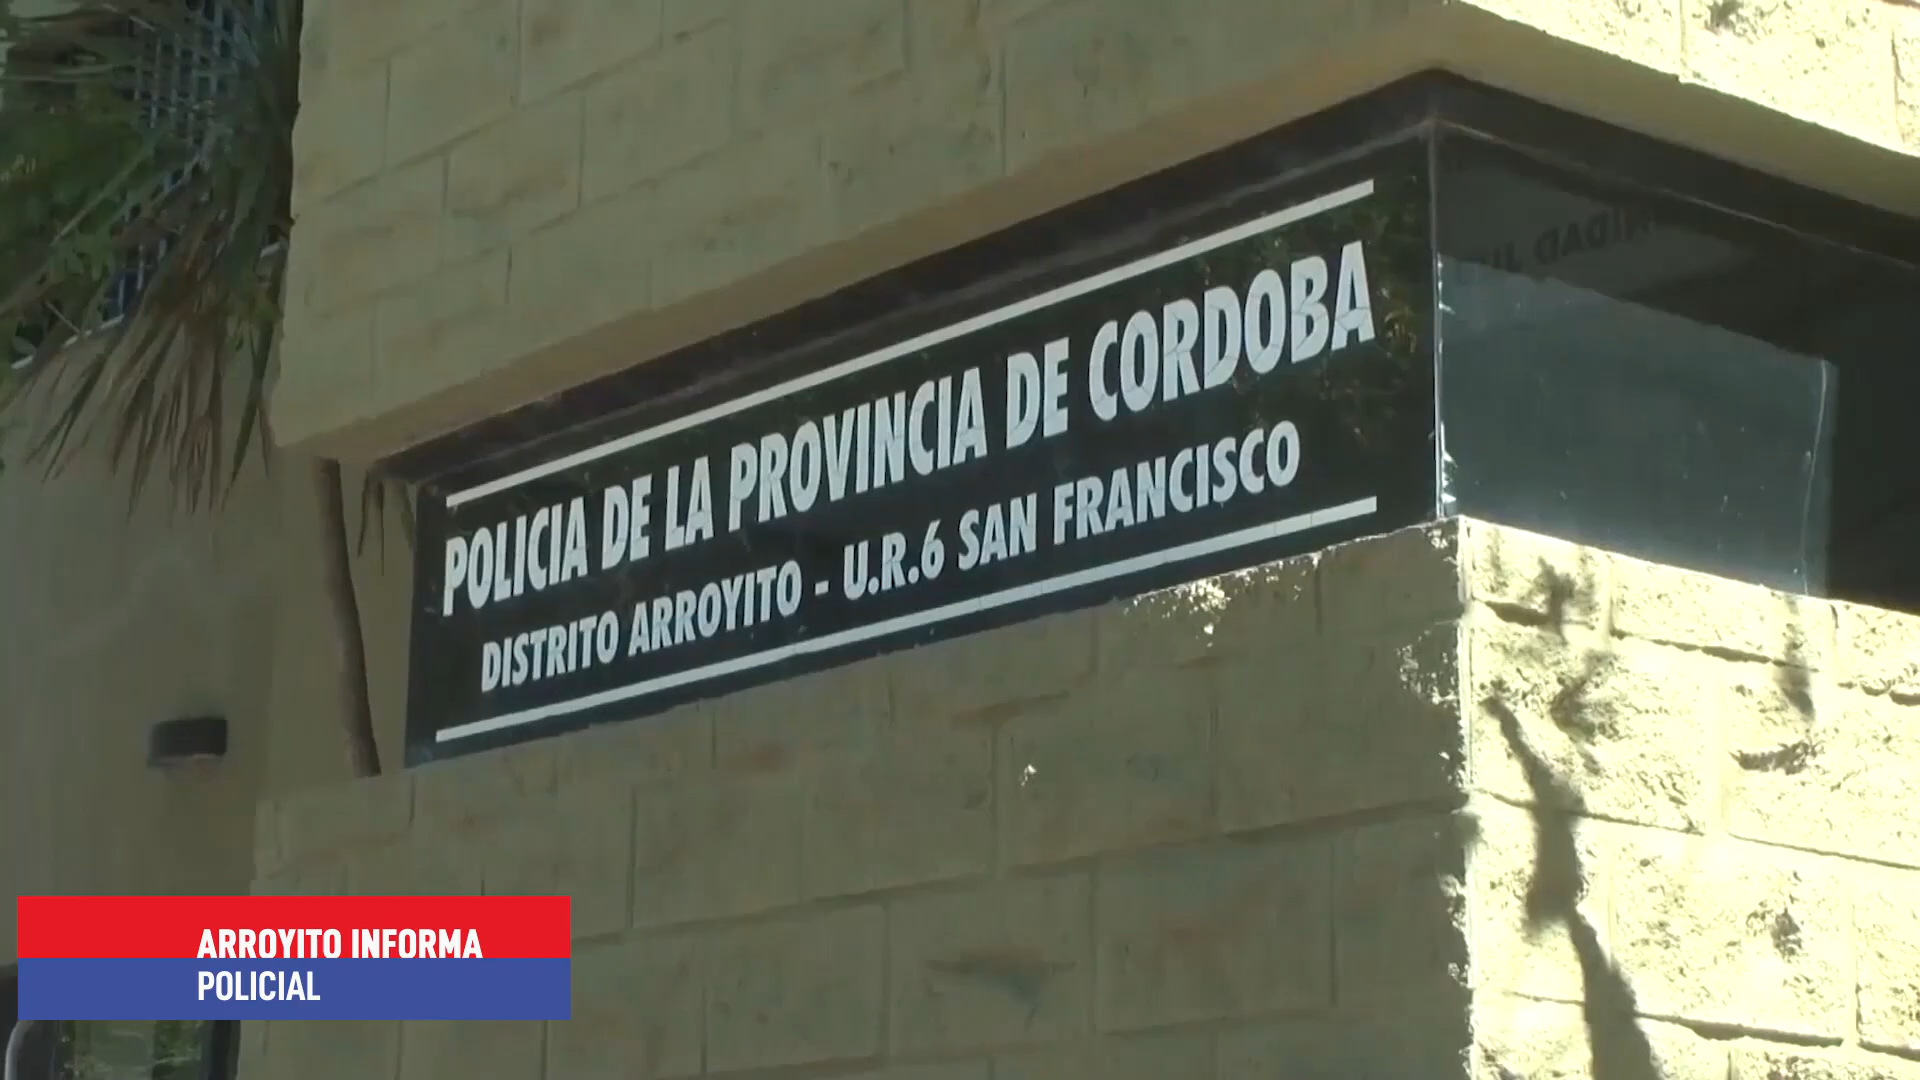 POLICIA DE LA PROVINCIA DE CORDOBA
DISTRITO ARROYITO - U.R.6 SAN FRANCISCO
ARROYITO INFORMA
POLICIAL